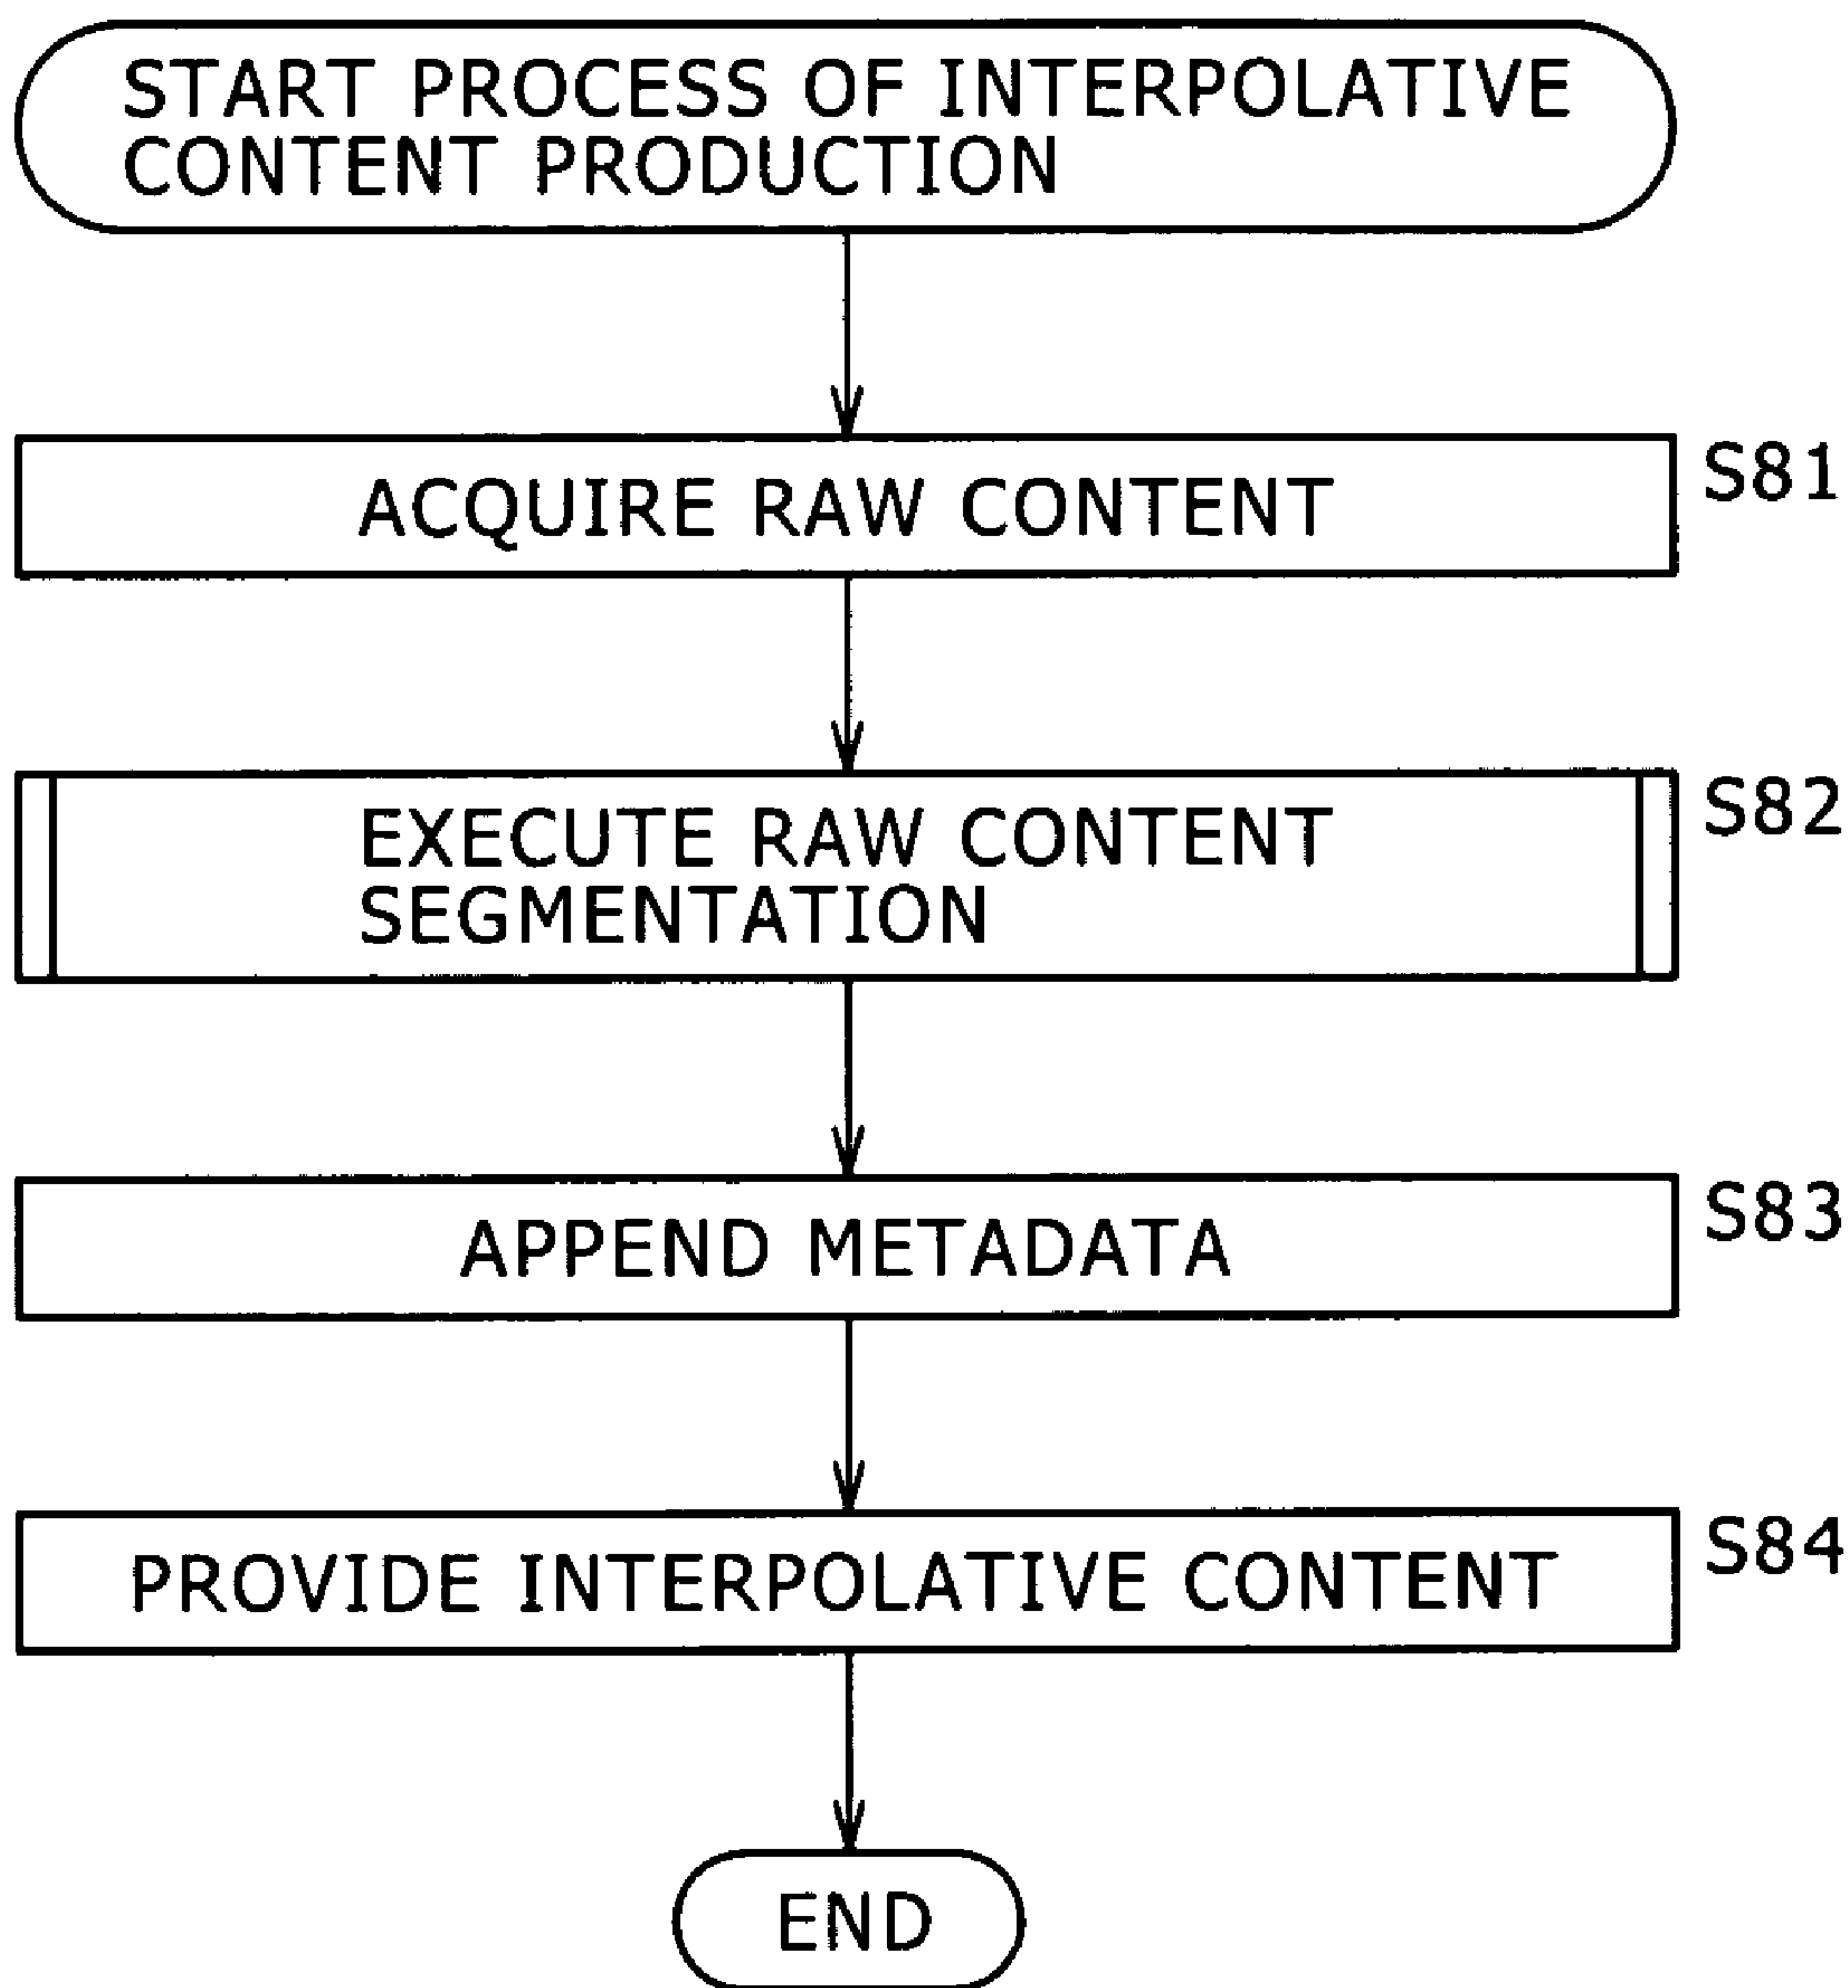 START PROCESS OF INTERPOLATIVE
CONTENT PRODUCTION
ACQUIRE RAW CONTENT
S81
EXECUTE RAW CONTENT
SEGMENTATION
S82
APPEND METADATA
S83
PROVIDE INTERPOLATIVE CONTENT
S84
END